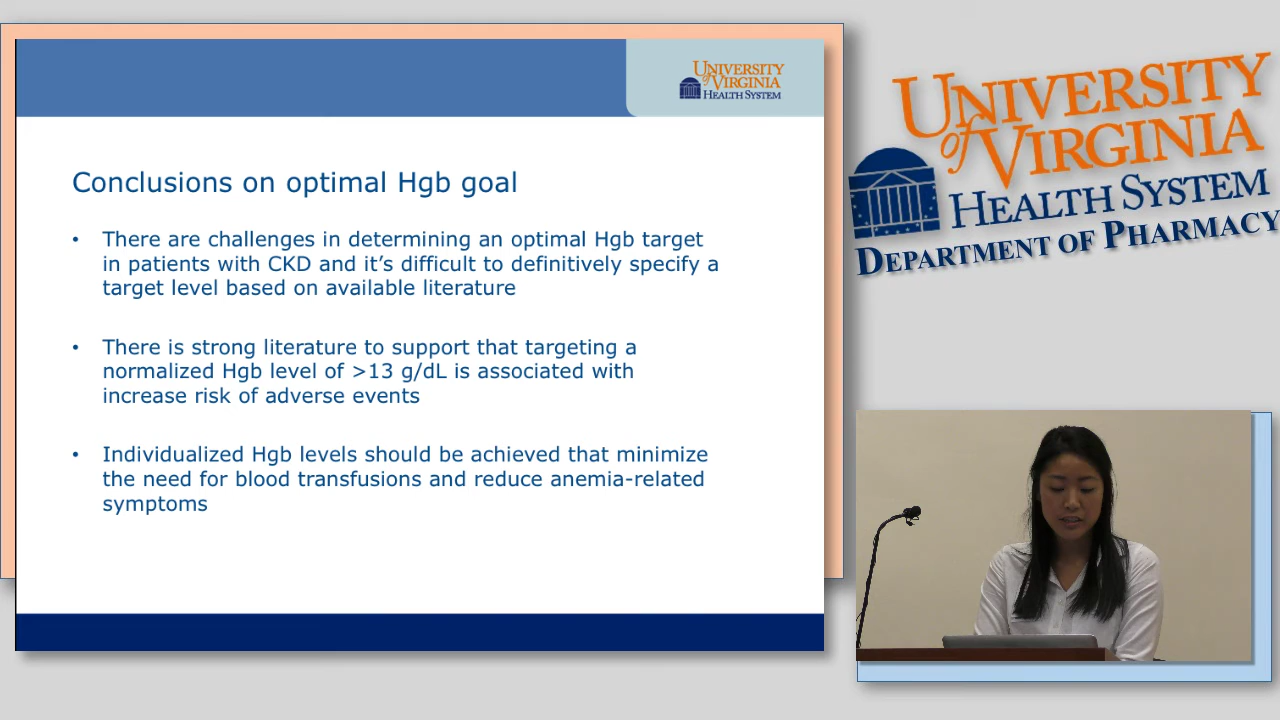 UNIVERSITY
of VIRGINIA
HEALTH SYSTEM
Conclusions on optimal Hgb goal
• There are challenges in determining an optimal Hgb target
in patients with CKD and it’s difficult to definitively specify a
target level based on available literature
• There is strong literature to support that targeting a
normalized Hgb level of >13 g/dL is associated with
increase risk of adverse events
• Individualized Hgb levels should be achieved that minimize
the need for blood transfusions and reduce anemia-related
symptoms
UNIVERSITY
of VIRGINIA
HEALTH SYSTEM
DEPARTMENT OF PHARMACY